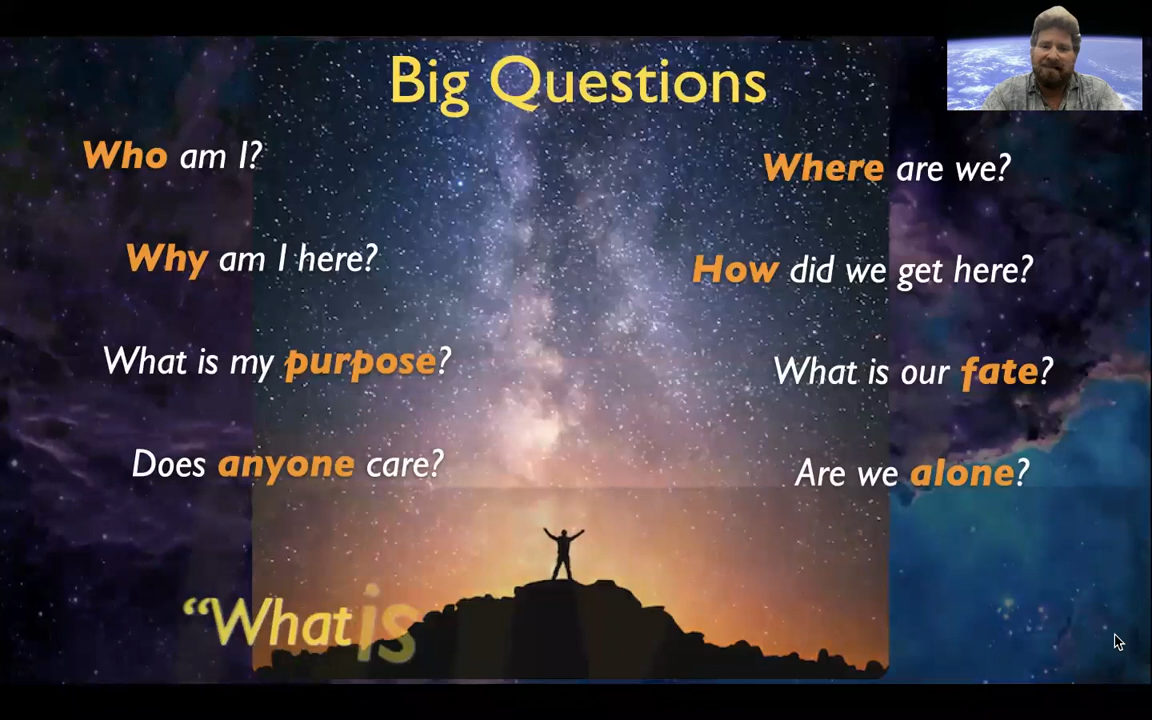 Big Questions
Who am I?
Why am I here?
What is my purpose?
Does anyone care?
Where are we?
How did we get here?
What is our fate?
Are we alone?
“What is